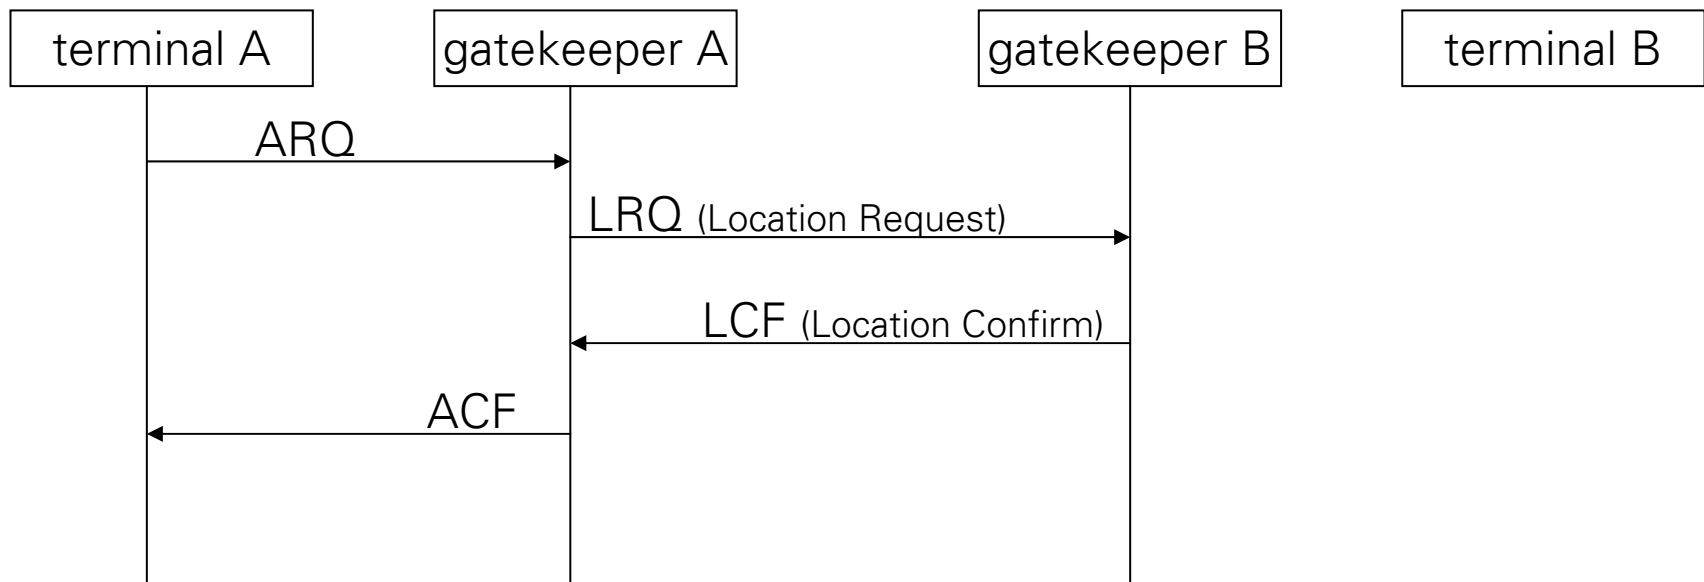 terminal A
gatekeeper A
gatekeeper B
terminal B
ARQ
LRQ (Location Request)
LCF (Location Confirm)
ACF